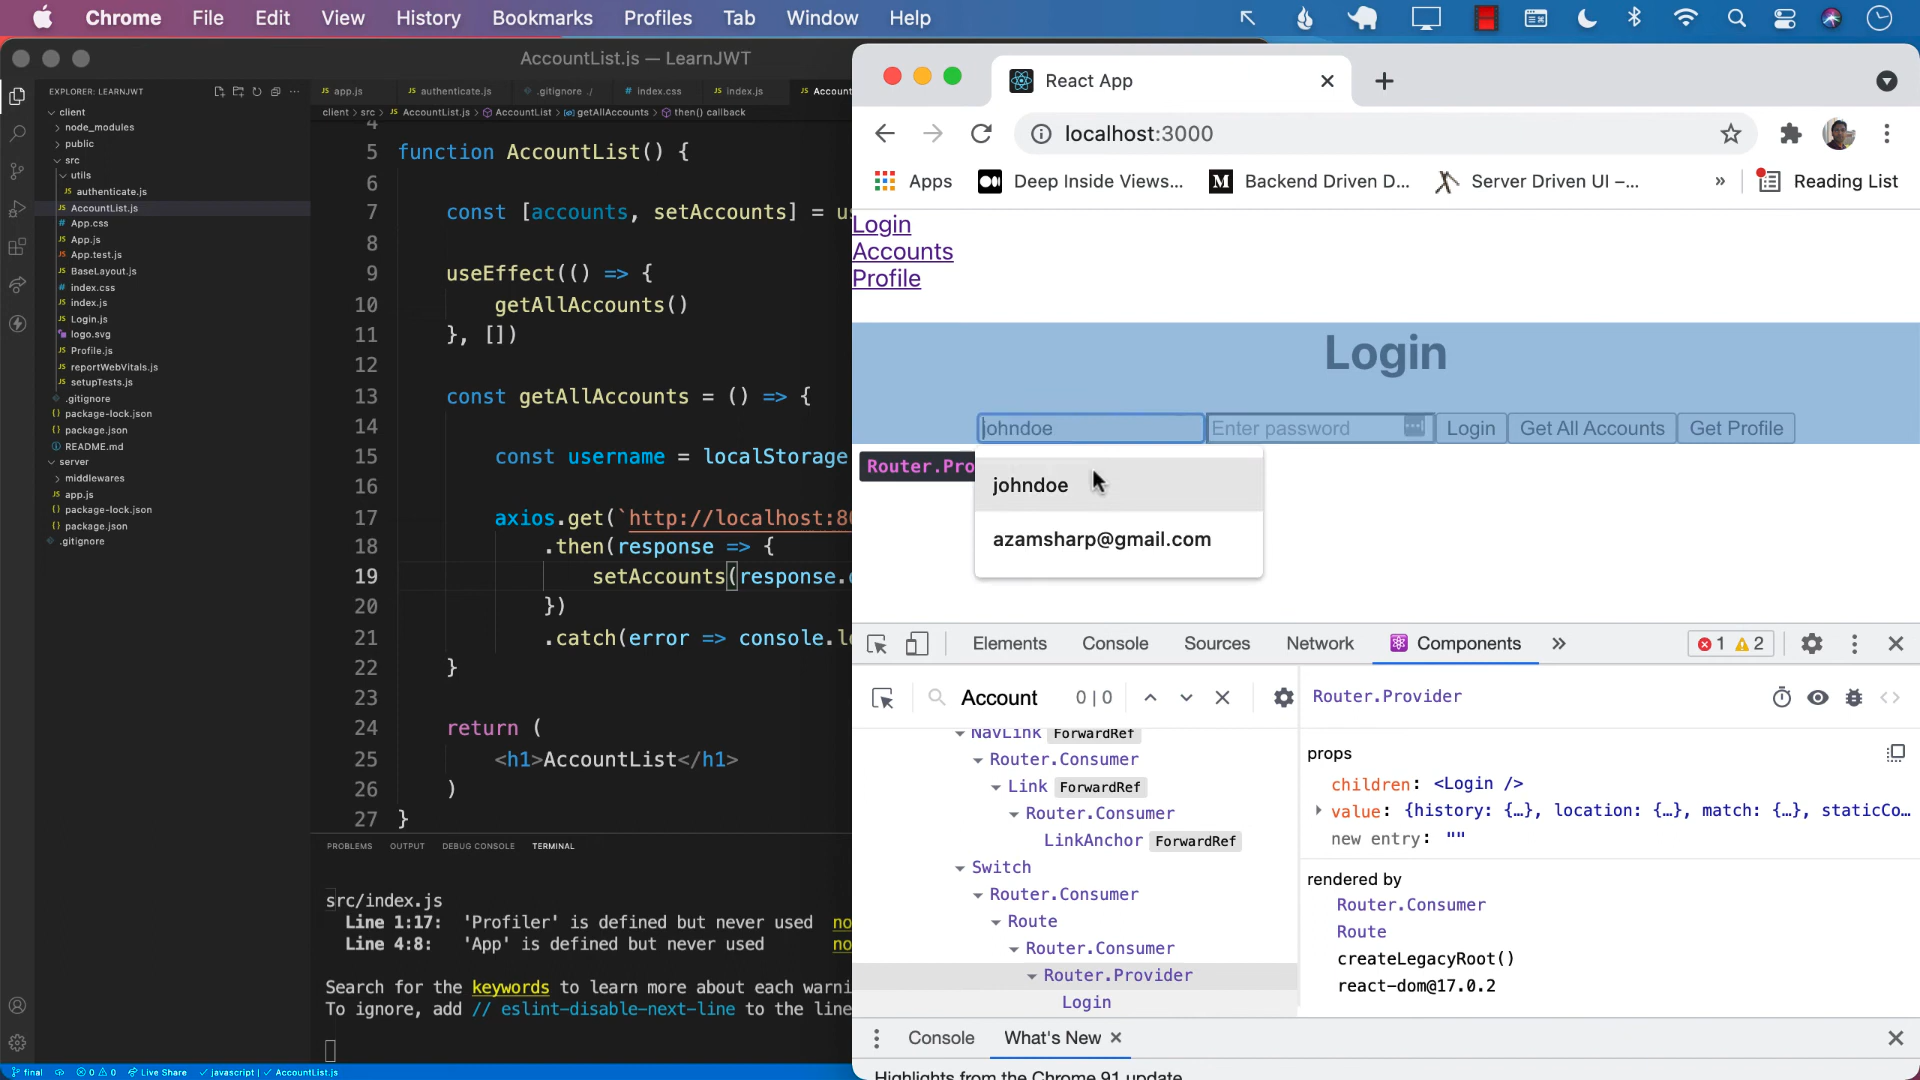 Chrome File Edit View History Bookmarks Profiles Tab Window Help
AccountList.js — LearnJWT
EXPLORER: LEARNJWT
client
node_modules
public
src
utils
authenticate.js
AccountList.js
App.css
App.js
App.test.js
BaseLayout.js
index.css
index.js
Login.js
logo.svg
Profile.js
reportWebVitals.js
setupTests.js
.gitignore
package-lock.json
package.json
README.md
server
middlewares
app.js
package-lock.json
package.json
.gitignore
app.js authenticate.js .gitignore ./ index.css index.js Accoun
client > src > JS AccountList.js > AccountList > getAllAccounts > then() callback
4
5 function AccountList() {
6
7 const [accounts, setAccounts] = us
8
9 useEffect(() => {
10 getAllAccounts()
11 }, [])
12
13 const getAllAccounts = () => {
14
15 const username = localStorage
16
17 axios.get(`http://localhost:80
18 .then(response => {
19 setAccounts(response.
20 })
21 .catch(error => console.lo
22 }
23
24 return (
25 <h1>AccountList</h1>
26 )
27 }
PROBLEMS OUTPUT DEBUG CONSOLE TERMINAL
src/index.js
Line 1:17: 'Profiler' is defined but never used no
Line 4:8: 'App' is defined but never used no
Search for the keywords to learn more about each warni
To ignore, add // eslint-disable-next-line to the line
final 0 0 Live Share javascript | AccountList.js
React App
localhost:3000
Apps Deep Inside Views... Backend Driven D... Server Driven UI –... » Reading List
Login
Accounts
Profile
Login
johndoe Enter password Login Get All Accounts Get Profile
Router.Pro
johndoe
azamsharp@gmail.com
Elements Console Sources Network Components » 1 2
Account 0 | 0
NavLink ForwardRef
Router.Consumer
Link ForwardRef
Router.Consumer
LinkAnchor ForwardRef
Switch
Router.Consumer
Route
Router.Consumer
Router.Provider
Login
Router.Provider
props
children: <Login />
value: {history: {…}, location: {…}, match: {…}, staticCo…
new entry: ""
rendered by
Router.Consumer
Route
createLegacyRoot()
react-dom@17.0.2
Console What's New
Highlights from the Chrome 91 update